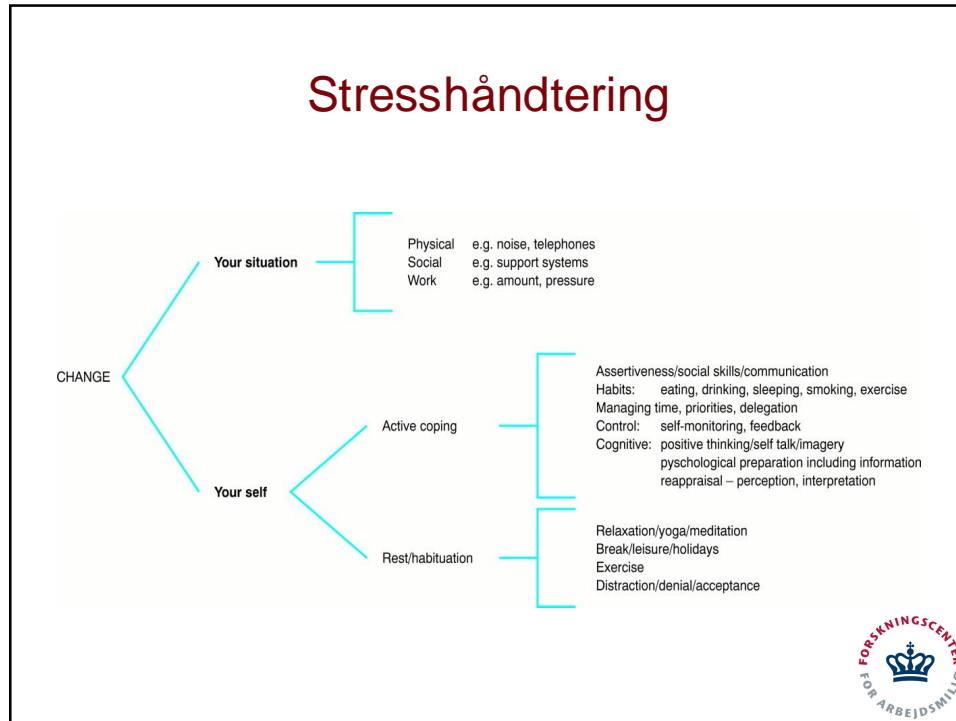 Stresshåndtering
CHANGE
Your situation
Physical e.g. noise, telephones
Social e.g. support systems
Work e.g. amount, pressure
Your self
Active coping
Assertiveness/social skills/communication
Habits: eating, drinking, sleeping, smoking, exercise
Managing time, priorities, delegation
Control: self-monitoring, feedback
Cognitive: positive thinking/self talk/imagery
pyschological preparation including information
reappraisal – perception, interpretation
Rest/habituation
Relaxation/yoga/meditation
Break/leisure/holidays
Exercise
Distraction/denial/acceptance
FORSKNINGSCENTER
FOR ARBEJDSMILJØ